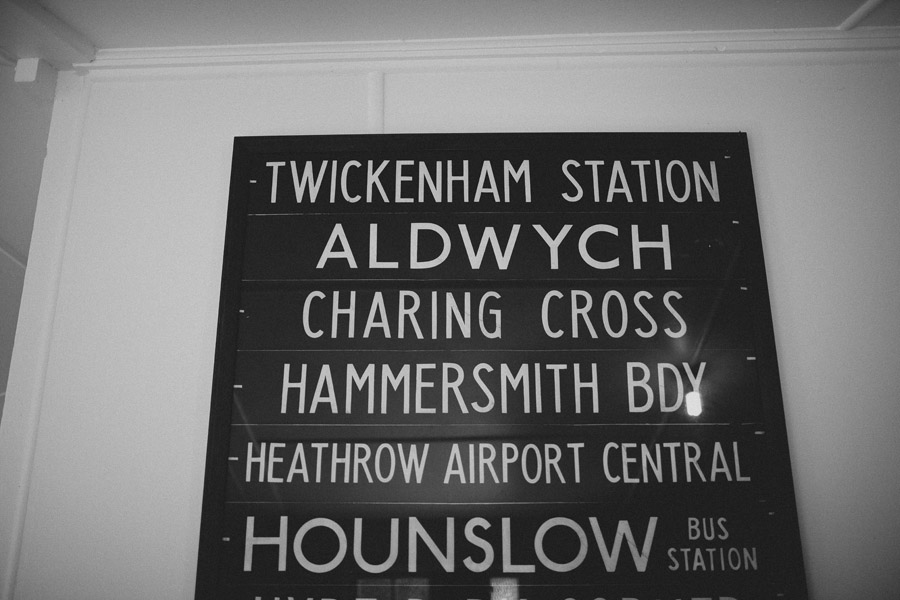 TWICKENHAM STATION
ALDWYCH
CHARING CROSS
HAMMERSMITH BDY
HEATHROW AIRPORT CENTRAL
HOUNSLOW BUS STATION